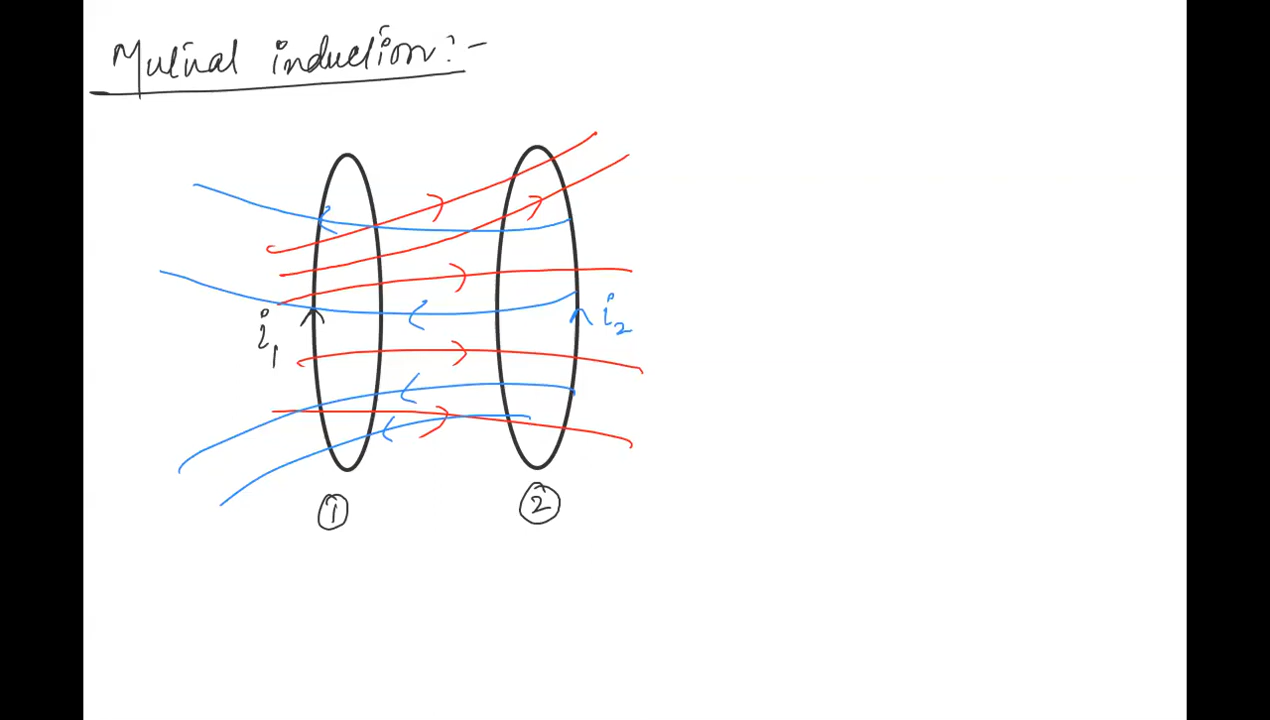 Mutual induction:-
i₁
i₂
①
②